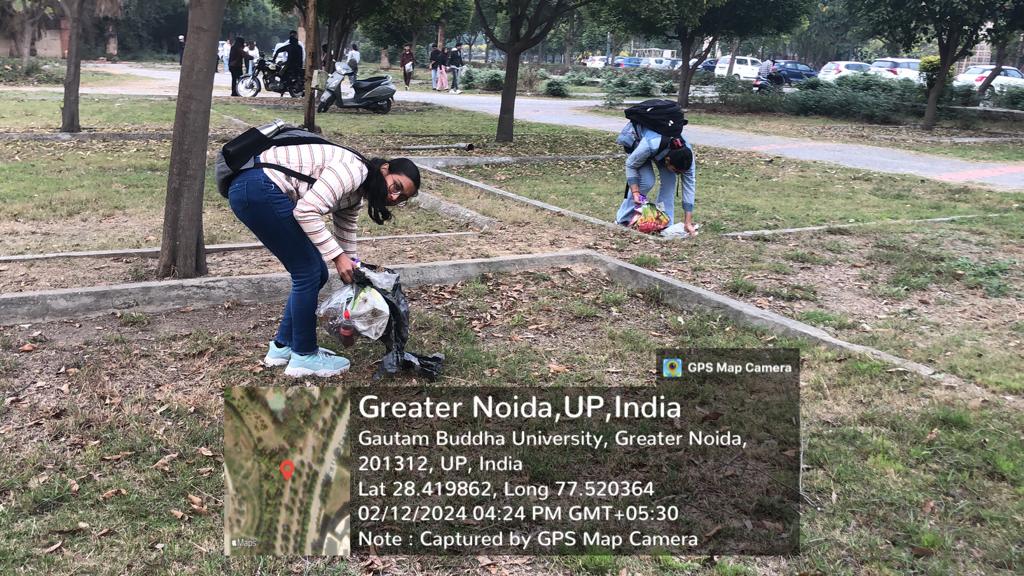 GPS Map Camera
Greater Noida,UP,India
Gautam Buddha University, Greater Noida,
201312, UP, India
Lat 28.419862, Long 77.520364
02/12/2024 04:24 PM GMT+05:30
Note : Captured by GPS Map Camera
Maps